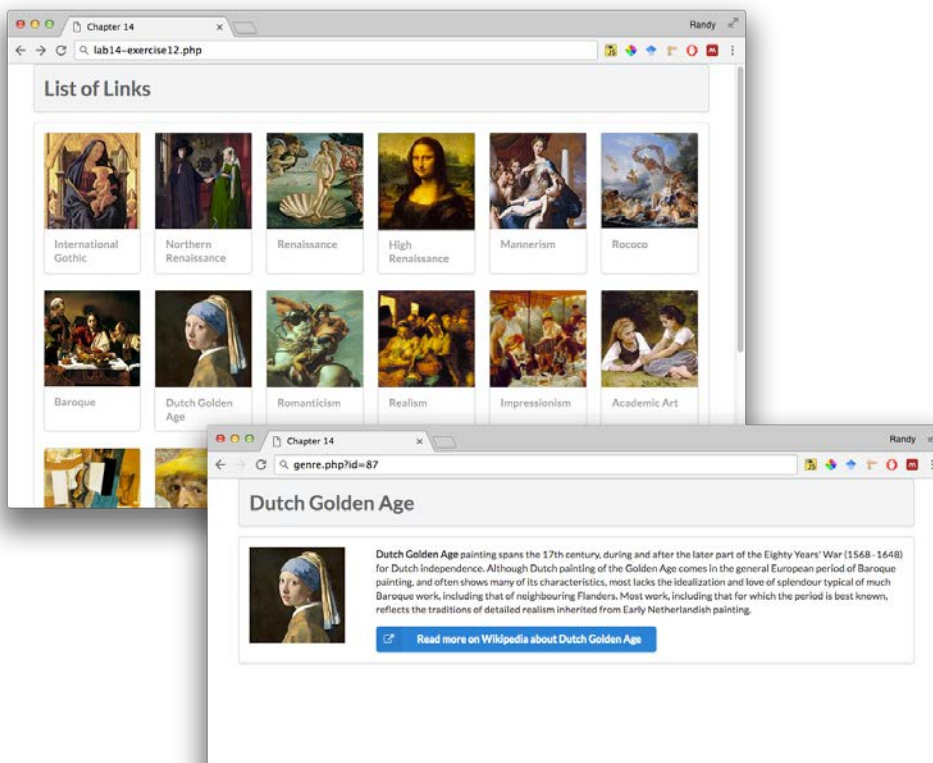 Chapter 14
Randy
lab14-exercise12.php
List of Links
International
Gothic
Northern
Renaissance
Renaissance
High
Renaissance
Mannerism
Rococo
Baroque
Dutch Golden
Age
Romanticism
Realism
Impressionism
Academic Art
Chapter 14
Randy
genre.php?id=87
Dutch Golden Age
Dutch Golden Age painting spans the 17th century, during and after the later part of the Eighty Years' War (1568–1648)
for Dutch independence. Although Dutch painting of the Golden Age comes in the general European period of Baroque
painting, and often shows many of its characteristics, most lacks the idealization and love of splendour typical of much
Baroque work, including that of neighbouring Flanders. Most work, including that for which the period is best known,
reflects the traditions of detailed realism inherited from Early Netherlandish painting.
Read more on Wikipedia about Dutch Golden Age